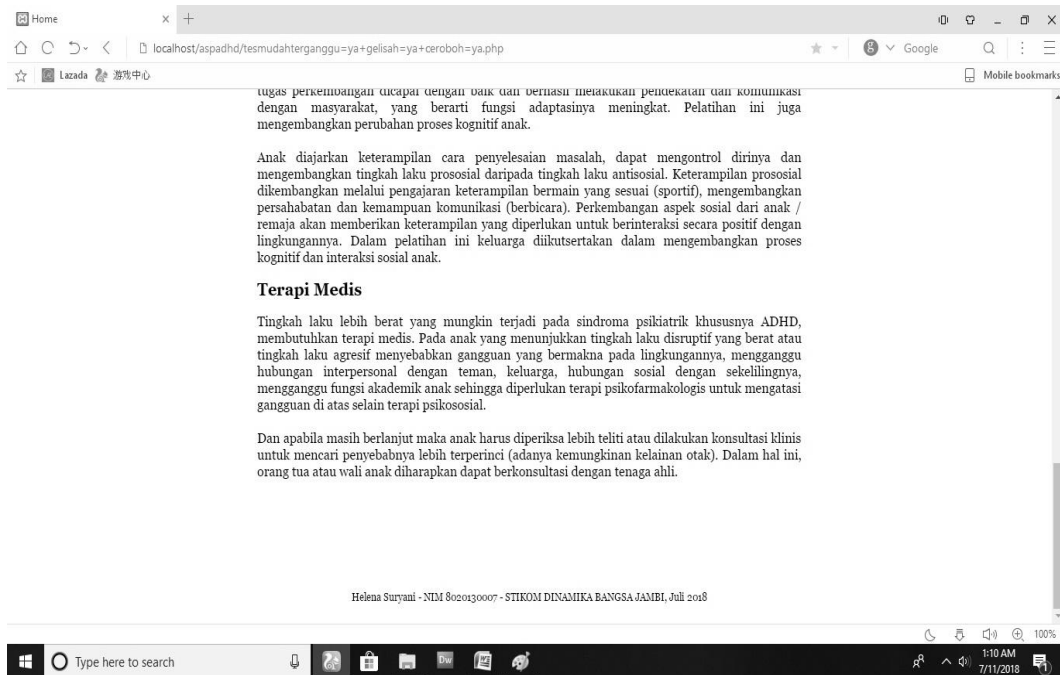 Home
localhost/aspadhd/tesmudahterganggu=ya+gelisah=ya+ceroboh=ya.php
g
Google
Lazada
游戏中心
Mobile bookmarks
tugas perkembangan dicapai dengan baik dan berhasil melakukan pendekatan dan komunikasi
dengan masyarakat, yang berarti fungsi adaptasinya meningkat. Pelatihan ini juga
mengembangkan perubahan proses kognitif anak.
Anak diajarkan keterampilan cara penyelesaian masalah, dapat mengontrol dirinya dan
mengembangkan tingkah laku prososial daripada tingkah laku antisosial. Keterampilan prososial
dikembangkan melalui pengajaran keterampilan bermain yang sesuai (sportif), mengembangkan
persahabatan dan kemampuan komunikasi (berbicara). Perkembangan aspek sosial dari anak /
remaja akan memberikan keterampilan yang diperlukan untuk berinteraksi secara positif dengan
lingkungannya. Dalam pelatihan ini keluarga diikutsertakan dalam mengembangkan proses
kognitif dan interaksi sosial anak.
Terapi Medis
Tingkah laku lebih berat yang mungkin terjadi pada sindroma psikiatrik khususnya ADHD,
membutuhkan terapi medis. Pada anak yang menunjukkan tingkah laku disruptif yang berat atau
tingkah laku agresif menyebabkan gangguan yang bermakna pada lingkungannya, mengganggu
hubungan interpersonal dengan teman, keluarga, hubungan sosial dengan sekelilingnya,
mengganggu fungsi akademik anak sehingga diperlukan terapi psikofarmakologis untuk mengatasi
gangguan di atas selain terapi psikososial.
Dan apabila masih berlanjut maka anak harus diperiksa lebih teliti atau dilakukan konsultasi klinis
untuk mencari penyebabnya lebih terperinci (adanya kemungkinan kelainan otak). Dalam hal ini,
orang tua atau wali anak diharapkan dapat berkonsultasi dengan tenaga ahli.
Helena Suryani - NIM 8020130007 - STIKOM DINAMIKA BANGSA JAMBI, Juli 2018
100%
Type here to search
Dw
1:10 AM
7/11/2018